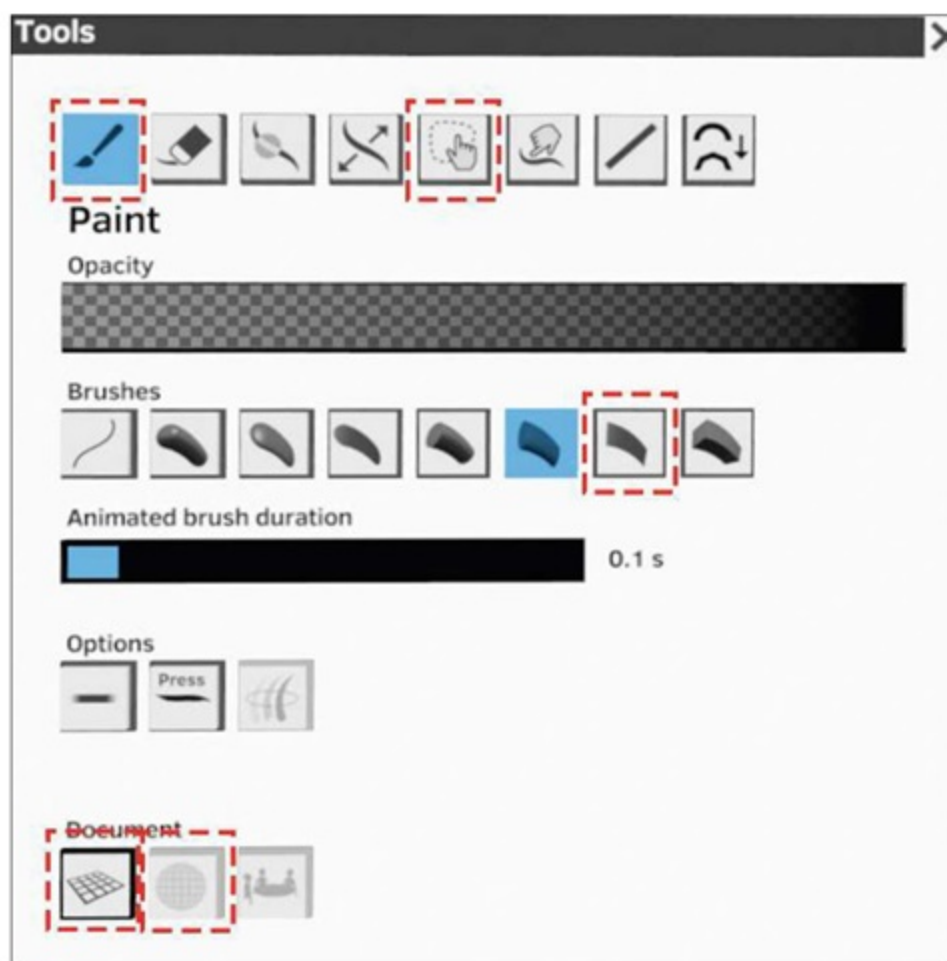 Tools
Paint
Opacity
Brushes
Animated brush duration
0.1 s
Options
Press
Document